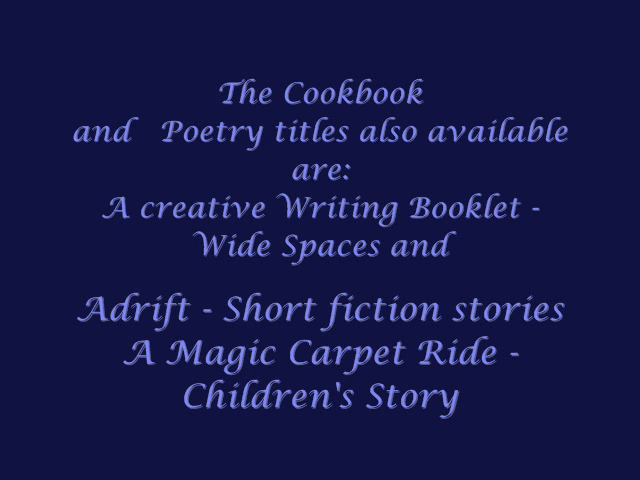 The Cookbook
and Poetry titles also available
are:
A creative Writing Booklet -
Wide Spaces and
Adrift - Short fiction stories
A Magic Carpet Ride -
Children's Story